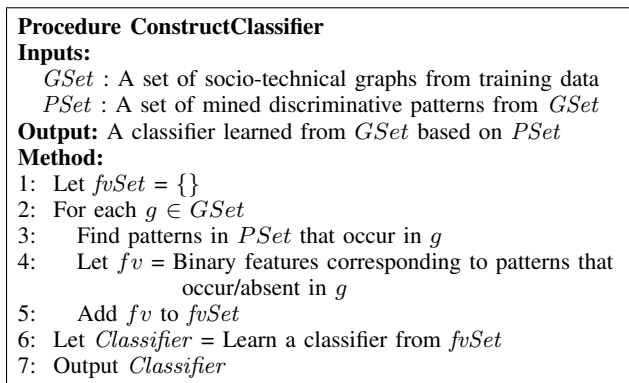 Procedure ConstructClassifier
Inputs:
GSet : A set of socio-technical graphs from training data
PSet : A set of mined discriminative patterns from GSet
Output: A classifier learned from GSet based on PSet
Method:
1: Let fvSet = {}
2: For each g ∈ GSet
3: Find patterns in PSet that occur in g
4: Let fv = Binary features corresponding to patterns that
occur/absent in g
5: Add fv to fvSet
6: Let Classifier = Learn a classifier from fvSet
7: Output Classifier